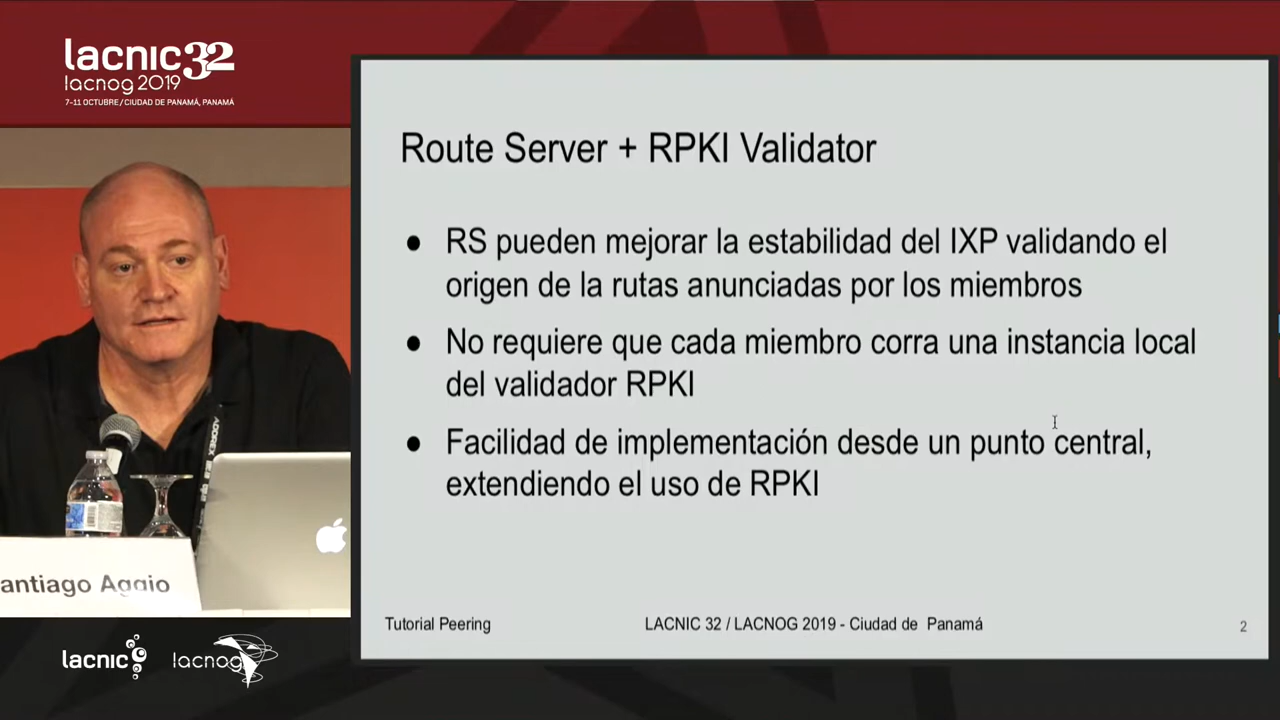 lacnic 32
lacnog 2019
7-11 OCTUBRE / CIUDAD DE PANAMÁ, PANAMÁ
Route Server + RPKI Validator
● RS pueden mejorar la estabilidad del IXP validando el
origen de la rutas anunciadas por los miembros
● No requiere que cada miembro corra una instancia local
del validador RPKI
● Facilidad de implementación desde un punto central,
extendiendo el uso de RPKI
Tutorial Peering
LACNIC 32 / LACNOG 2019 - Ciudad de Panamá
2
antiago Aggio
lacnic
lacnog